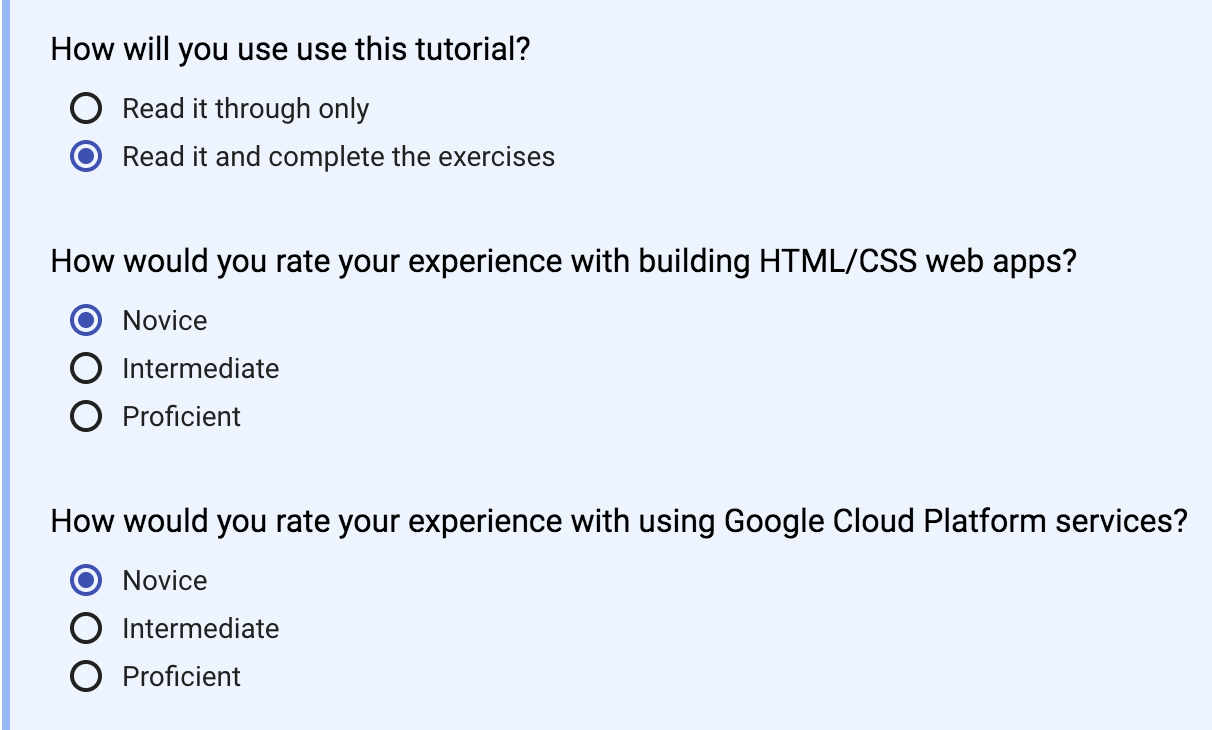 How will you use use this tutorial?
Read it through only
Read it and complete the exercises
How would you rate your experience with building HTML/CSS web apps?
Novice
Intermediate
Proficient
How would you rate your experience with using Google Cloud Platform services?
Novice
Intermediate
Proficient